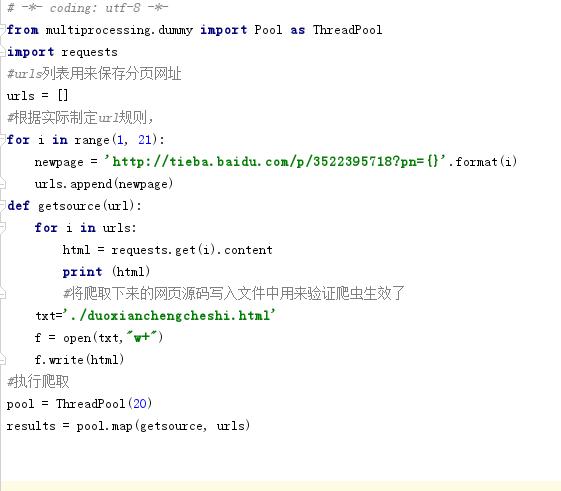 # -*- coding: utf-8 -*-
from multiprocessing.dummy import Pool as ThreadPool
import requests
#urls列表用来保存分页网址
urls = []
#根据实际制定url规则，
for i in range(1, 21):
    newpage = 'http://tieba.baidu.com/p/3522395718?pn={}'.format(i)
    urls.append(newpage)
def getsource(url):
    for i in urls:
        html = requests.get(i).content
        print (html)
        #将爬取下来的网页源码写入文件中用来验证爬虫生效了
    txt='./duoxianchengcheshi.html'
    f = open(txt,"w+")
    f.write(html)
#执行爬取
pool = ThreadPool(20)
results = pool.map(getsource, urls)